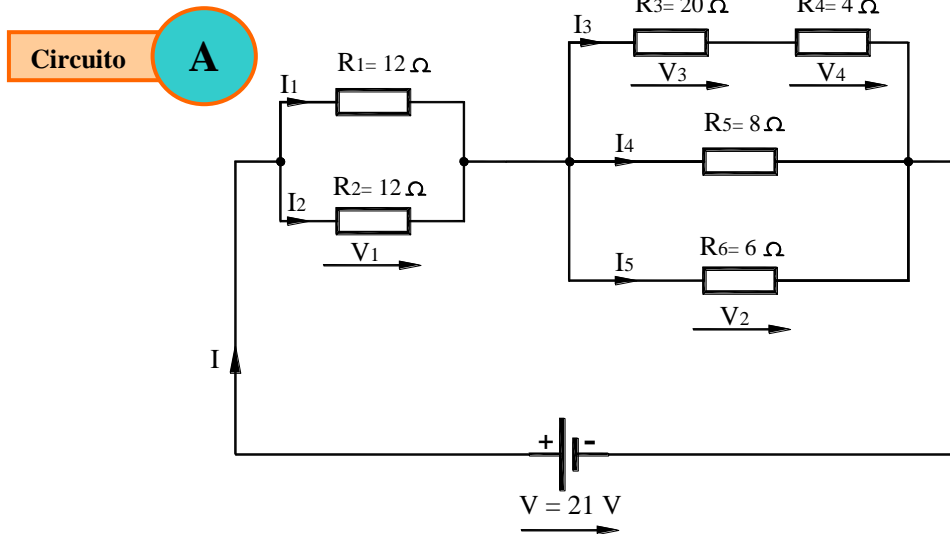 R3= 20 Ω
R4= 4 Ω
I3
Circuito
A
R1= 12 Ω
V3
V4
I1
R5= 8 Ω
I4
R2= 12 Ω
I2
V1
R6= 6 Ω
I5
V2
I
+ -
V = 21 V